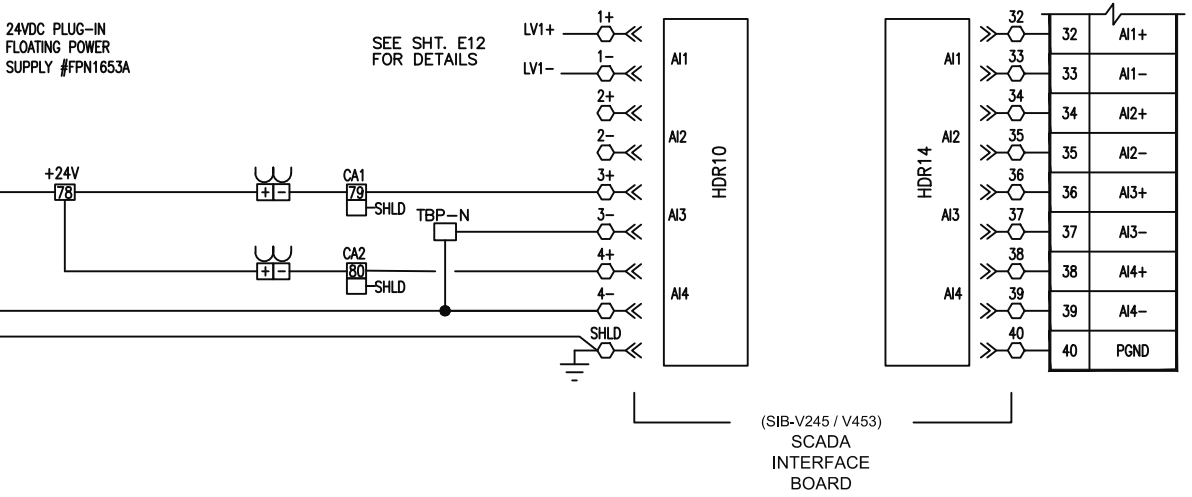 24VDC PLUG-IN
FLOATING POWER
SUPPLY #FPN1653A
SEE SHT. E12
FOR DETAILS
LV1+
LV1-
1+
1-
2+
2-
3+
3-
4+
4-
SHLD
+24V
78
+ -
CA1
79
SHLD
TBP-N
+ -
CA2
80
SHLD
AI1
AI2
AI3
AI4
HDR10
HDR14
AI1
AI2
AI3
AI4
32
33
34
35
36
37
38
39
40
32 AI1+
33 AI1-
34 AI2+
35 AI2-
36 AI3+
37 AI3-
38 AI4+
39 AI4-
40 PGND
(SIB-V245 / V453)
SCADA
INTERFACE
BOARD